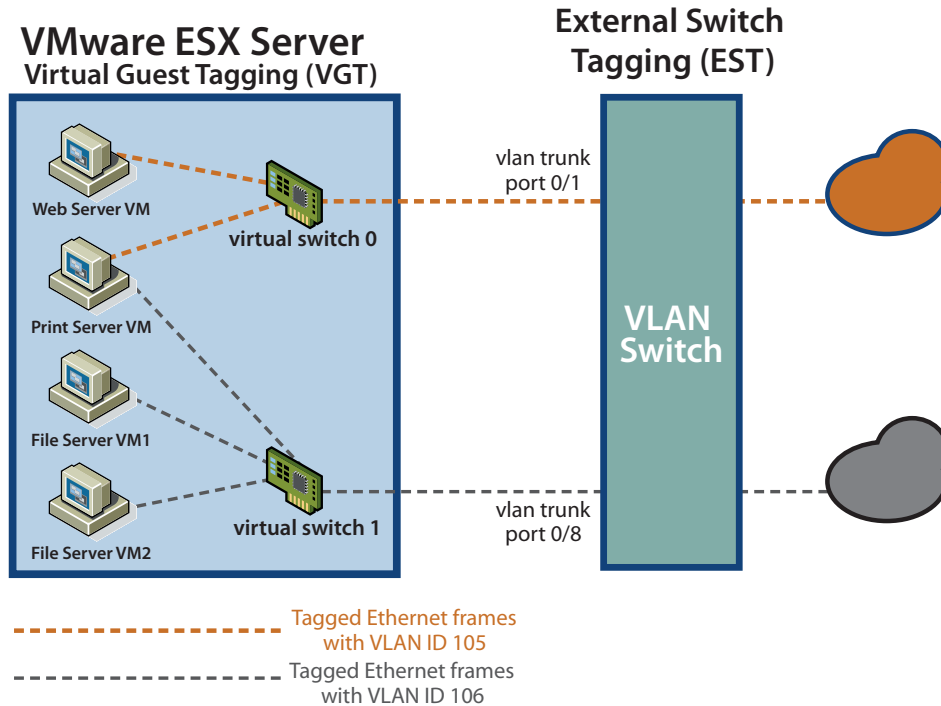 VMware ESX Server
Virtual Guest Tagging (VGT)
External Switch
Tagging (EST)
Web Server VM
virtual switch 0
Print Server VM
File Server VM1
virtual switch 1
File Server VM2
vlan trunk
port 0/1
VLAN
Switch
vlan trunk
port 0/8
Tagged Ethernet frames
with VLAN ID 105
Tagged Ethernet frames
with VLAN ID 106